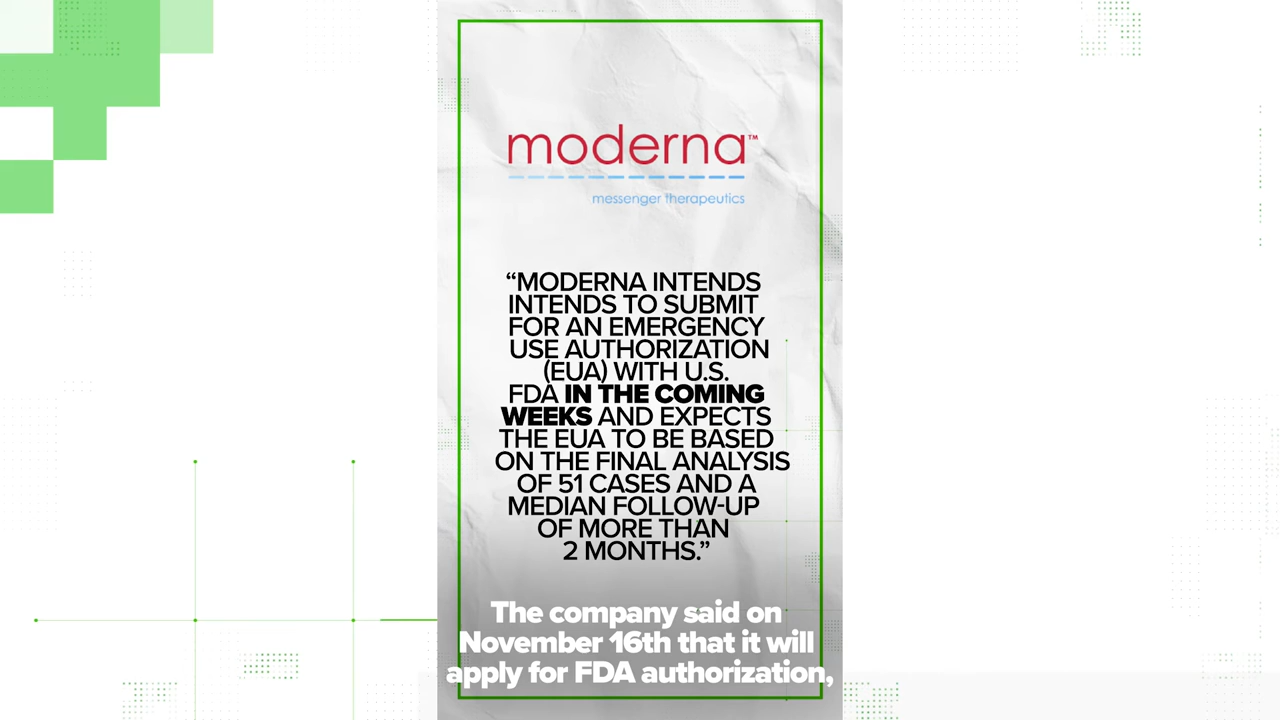 moderna™
messenger therapeutics
“MODERNA INTENDS
INTENDS TO SUBMIT
FOR AN EMERGENCY
USE AUTHORIZATION
(EUA) WITH U.S.
FDA IN THE COMING
WEEKS AND EXPECTS
THE EUA TO BE BASED
ON THE FINAL ANALYSIS
OF 51 CASES AND A
MEDIAN FOLLOW-UP
OF MORE THAN
2 MONTHS.”
The company said on
November 16th that it will
apply for FDA authorization,